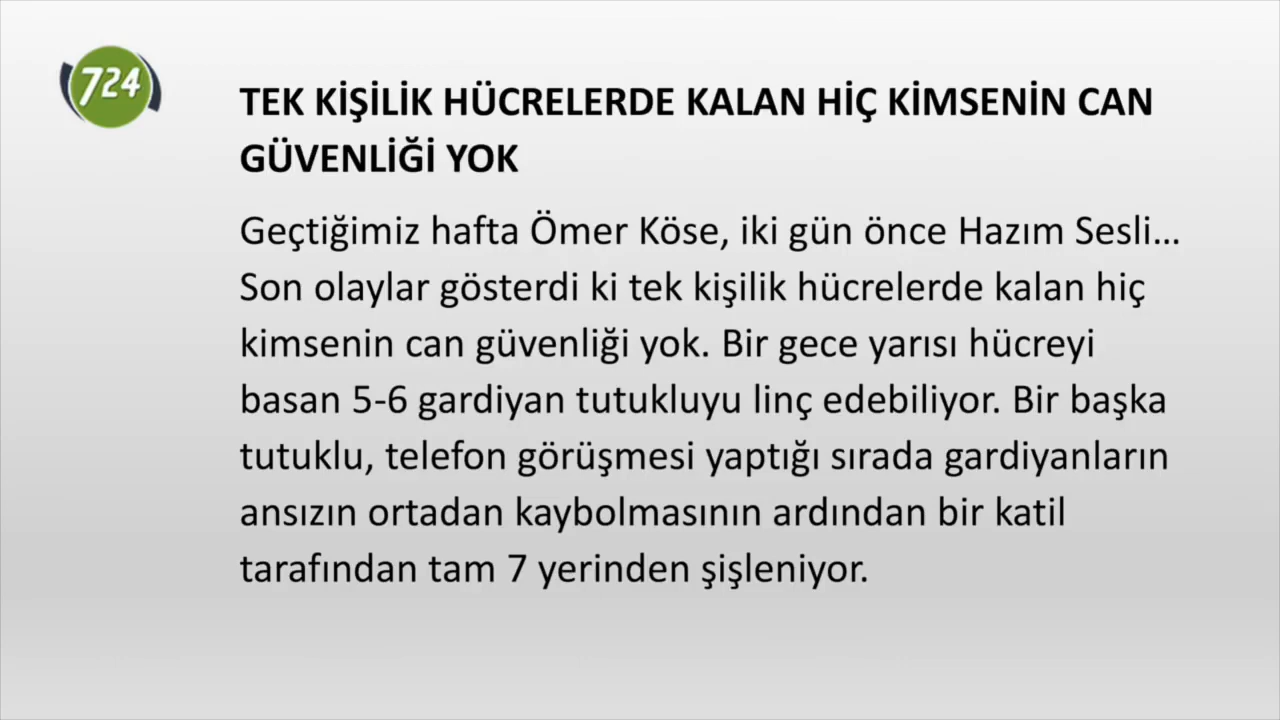 724
TEK KİŞİLİK HÜCRELERDE KALAN HİÇ KİMSENİN CAN
GÜVENLİĞİ YOK
Geçtiğimiz hafta Ömer Köse, iki gün önce Hazım Sesli...
Son olaylar gösterdi ki tek kişilik hücrelerde kalan hiç
kimsenin can güvenliği yok. Bir gece yarısı hücreyi
basan 5-6 gardiyan tutukluyu linç edebiliyor. Bir başka
tutuklu, telefon görüşmesi yaptığı sırada gardiyanların
ansızın ortadan kaybolmasının ardından bir katil
tarafından tam 7 yerinden şişleniyor.